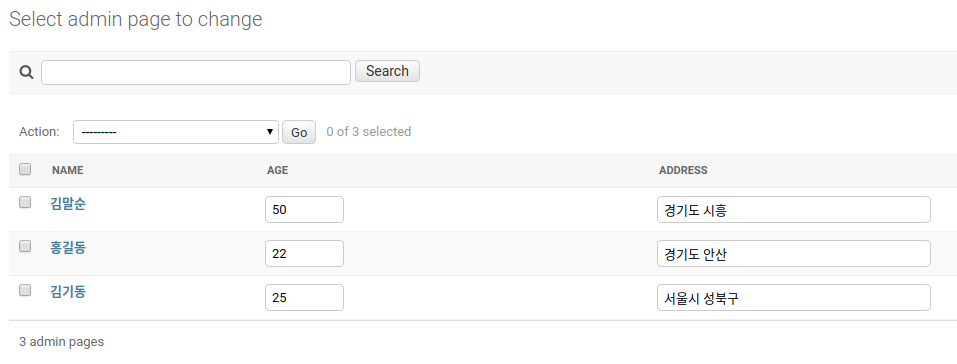 Select admin page to change
Search
Action: --------- Go 0 of 3 selected
NAME AGE ADDRESS
김말순 50 경기도 시흥
홍길동 22 경기도 안산
김기동 25 서울시 성북구
3 admin pages